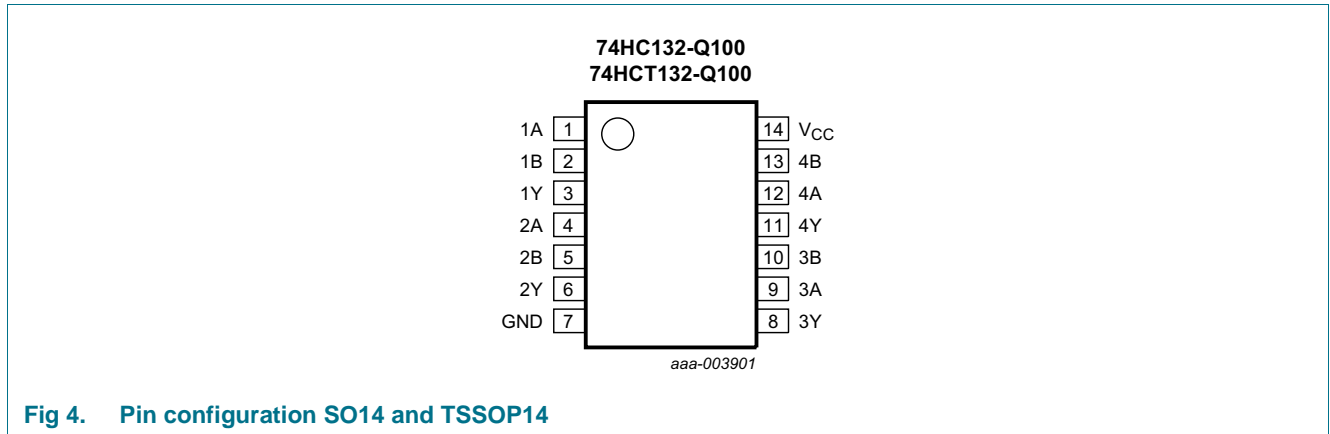 74HC132-Q100
74HCT132-Q100
1A 1 14 VCC
1B 2 13 4B
1Y 3 12 4A
2A 4 11 4Y
2B 5 10 3B
2Y 6 9 3A
GND 7 8 3Y
aaa-003901
Fig 4. Pin configuration SO14 and TSSOP14